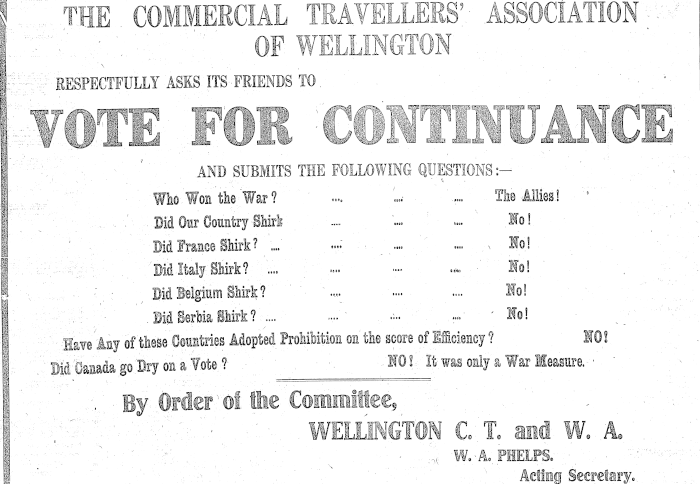 THE COMMERCIAL TRAVELLERS' ASSOCIATION
OF WELLINGTON
RESPECTFULLY ASKS ITS FRIENDS TO
VOTE FOR CONTINUANCE
AND SUBMITS THE FOLLOWING QUESTIONS:—
Who Won the War? .... .... .... The Allies!
Did Our Country Shirk .... .... .... No!
Did France Shirk? .... .... .... .... No!
Did Italy Shirk? .... .... .... .... No!
Did Belgium Shirk? .... .... .... No!
Did Serbia Shirk? .... .... .... .... No!
Have Any of these Countries Adopted Prohibition on the score of Efficiency? NO!
Did Canada go Dry on a Vote? NO! It was only a War Measure.
By Order of the Committee,
WELLINGTON C. T. and W. A.
W. A. PHELPS.
Acting Secretary.